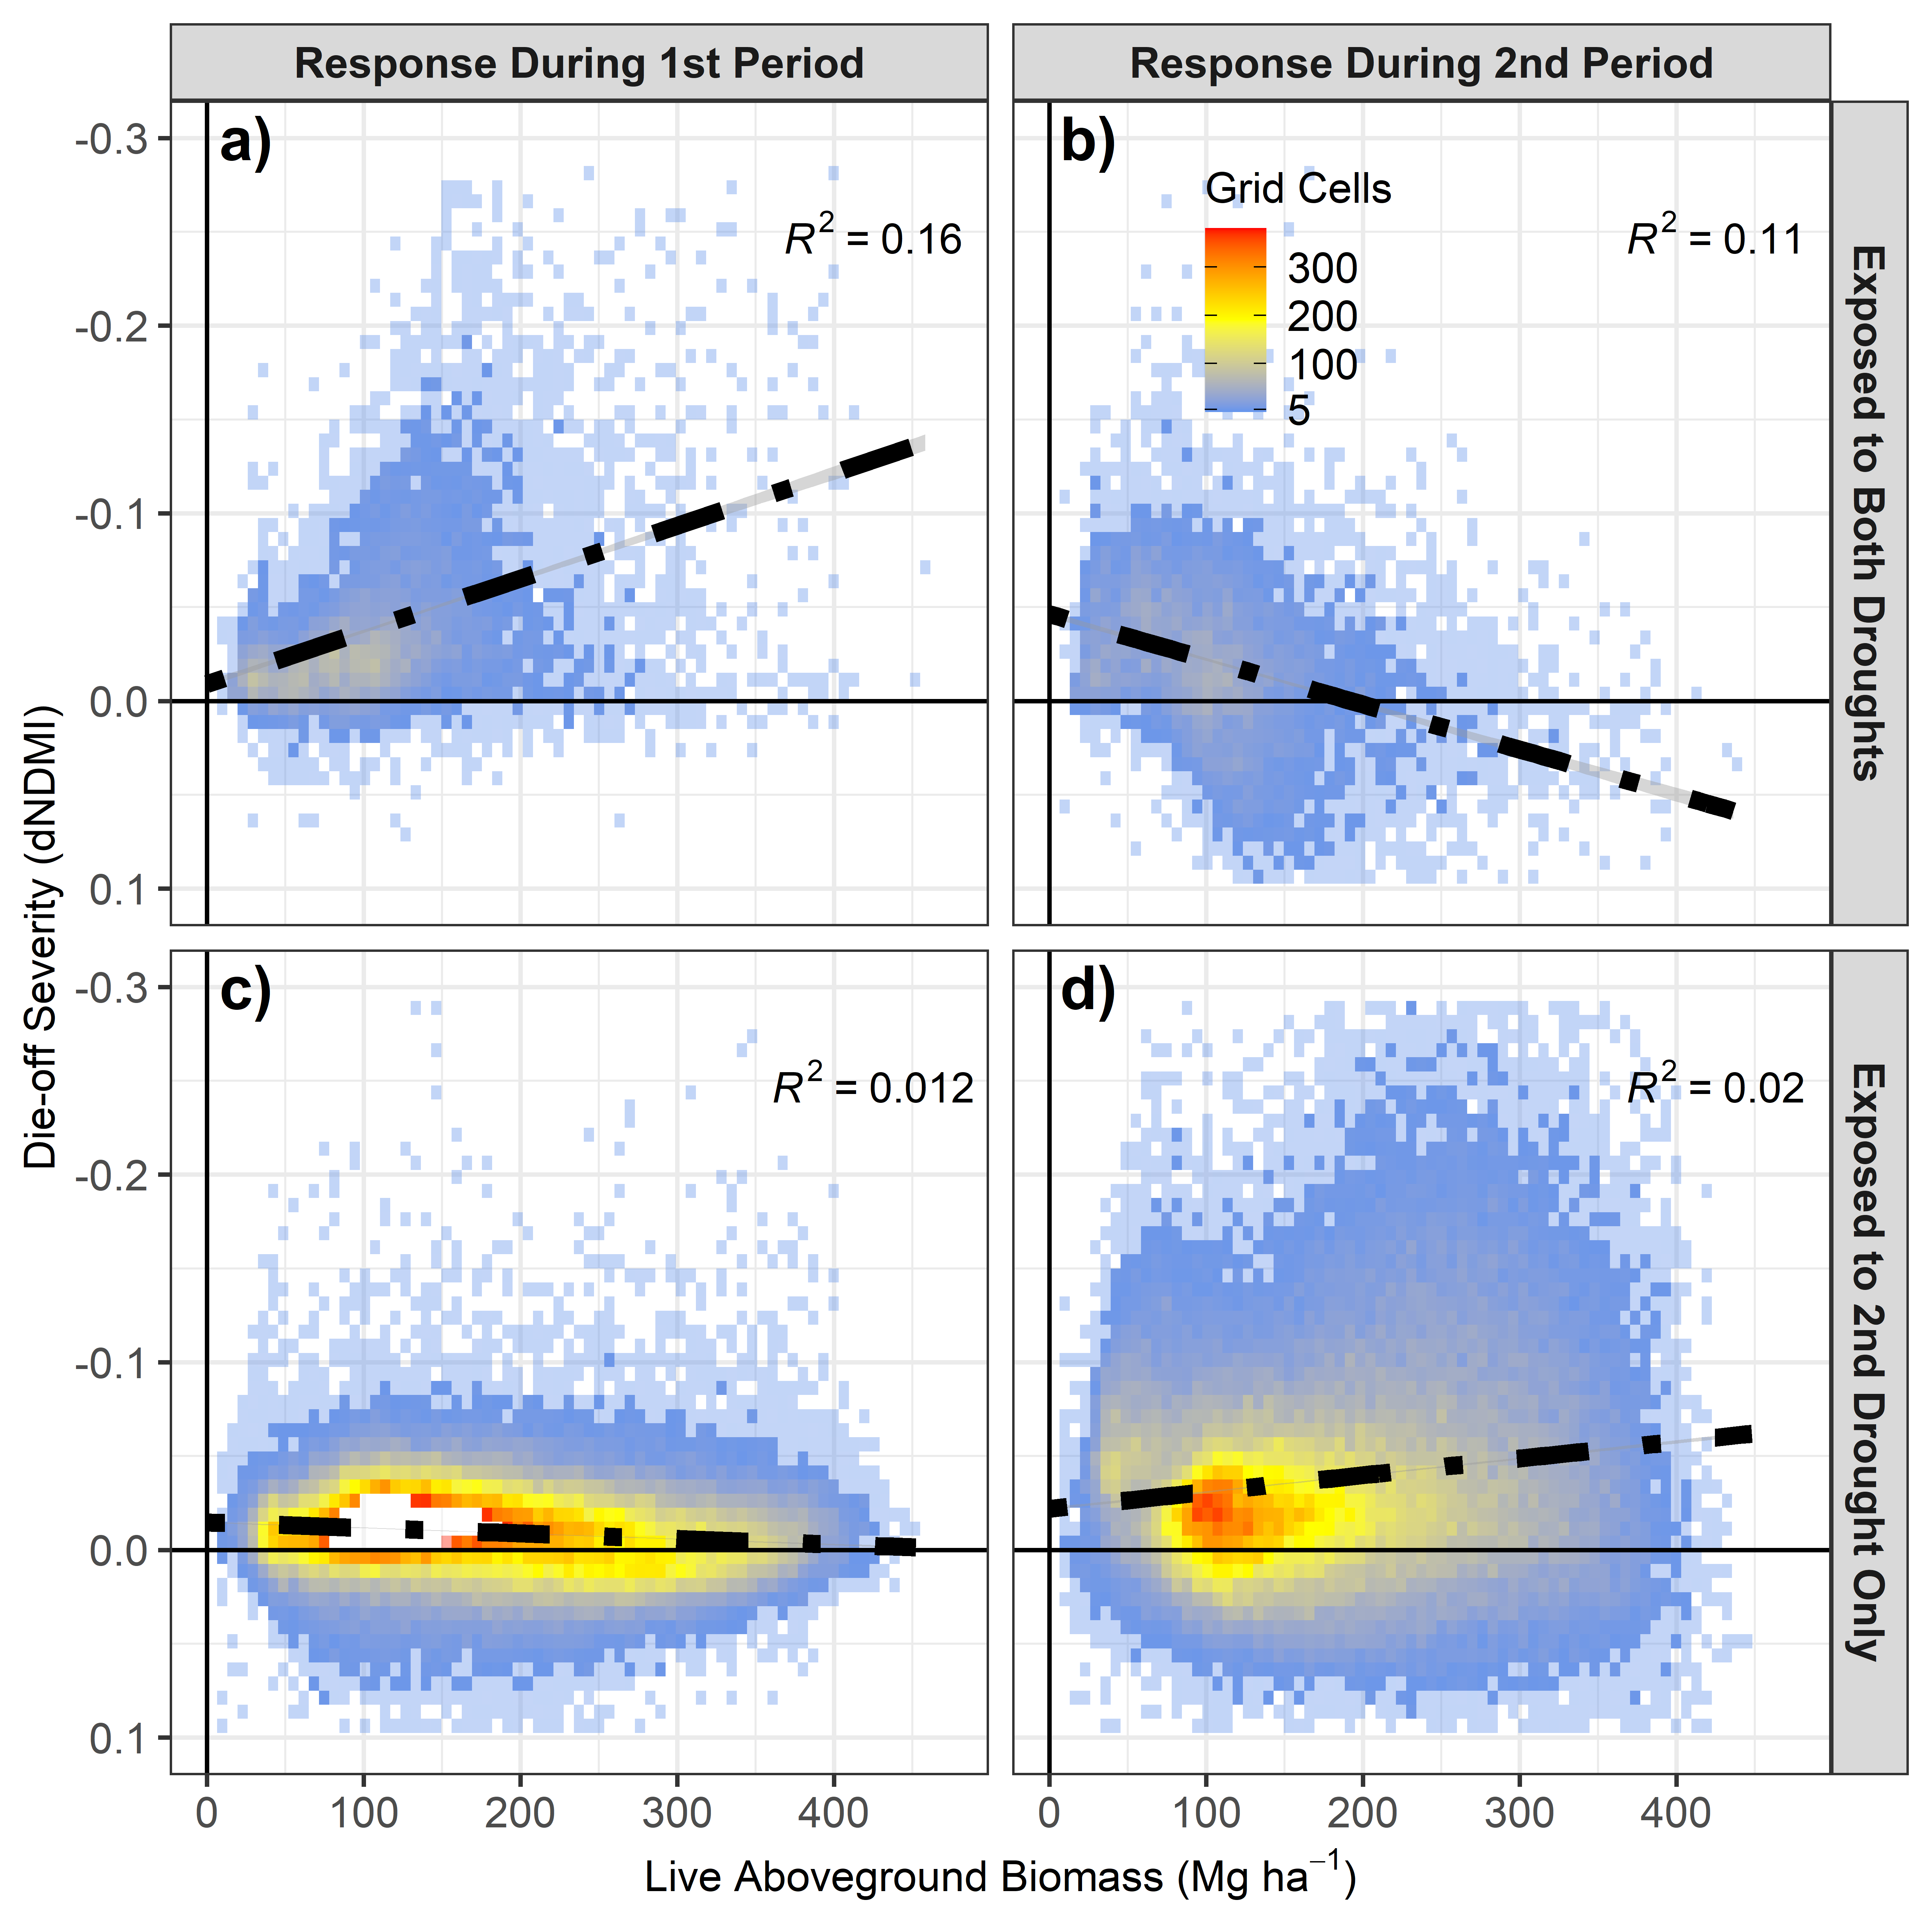 Response During 1st Period
Response During 2nd Period
a)
R² = 0.16
-0.3
-0.2
-0.1
0.0
0.1
b)
Grid Cells
300
200
100
5
R² = 0.11
Exposed to Both Droughts
Die-off Severity (dNDMI)
c)
R² = 0.012
-0.3
-0.2
-0.1
0.0
0.1
d)
R² = 0.02
Exposed to 2nd Drought Only
0 100 200 300 400
0 100 200 300 400
Live Aboveground Biomass (Mg ha⁻¹)